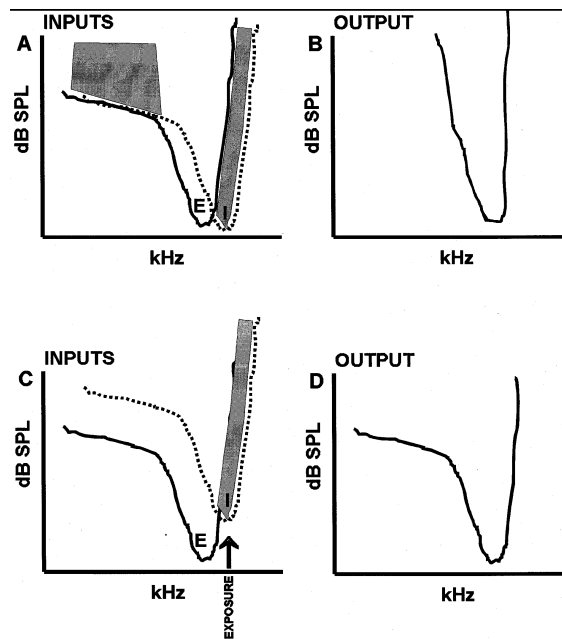 INPUTS
A
dB SPL
E
I
kHz
OUTPUT
B
dB SPL
kHz
INPUTS
C
dB SPL
E
I
kHz
EXPOSURE
OUTPUT
D
dB SPL
kHz